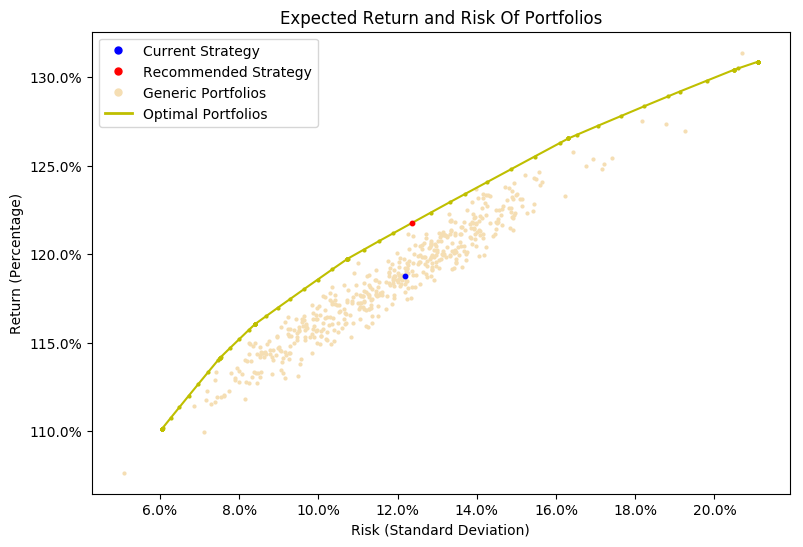 Expected Return and Risk Of Portfolios
Current Strategy
Recommended Strategy
Generic Portfolios
Optimal Portfolios
Return (Percentage)
130.0%
125.0%
120.0%
115.0%
110.0%
6.0% 8.0% 10.0% 12.0% 14.0% 16.0% 18.0% 20.0%
Risk (Standard Deviation)